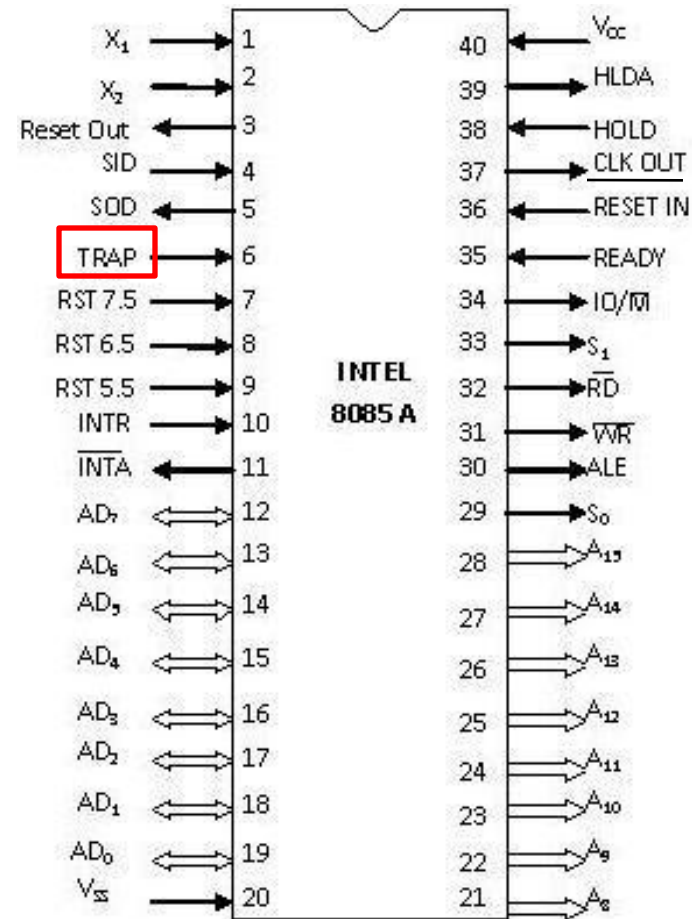 X₁ 1 40 Vcc
X₂ 2 39 HLDA
Reset Out 3 38 HOLD
SID 4 37 CLK OUT
SOD 5 36 RESET IN
TRAP 6 35 READY
RST 7.5 7 34 IO/M̅
RST 6.5 8 33 S₁
RST 5.5 9 32 R̅D̅
INTR 10 31 W̅R̅
I̅N̅T̅A̅ 11 30 ALE
AD₇ 12 29 S₀
AD₆ 13 28 A₁₅
AD₅ 14 27 A₁₄
AD₄ 15 26 A₁₃
AD₃ 16 25 A₁₂
AD₂ 17 24 A₁₁
AD₁ 18 23 A₁₀
AD₀ 19 22 A₉
Vss 20 21 A₈
INTEL
8085 A